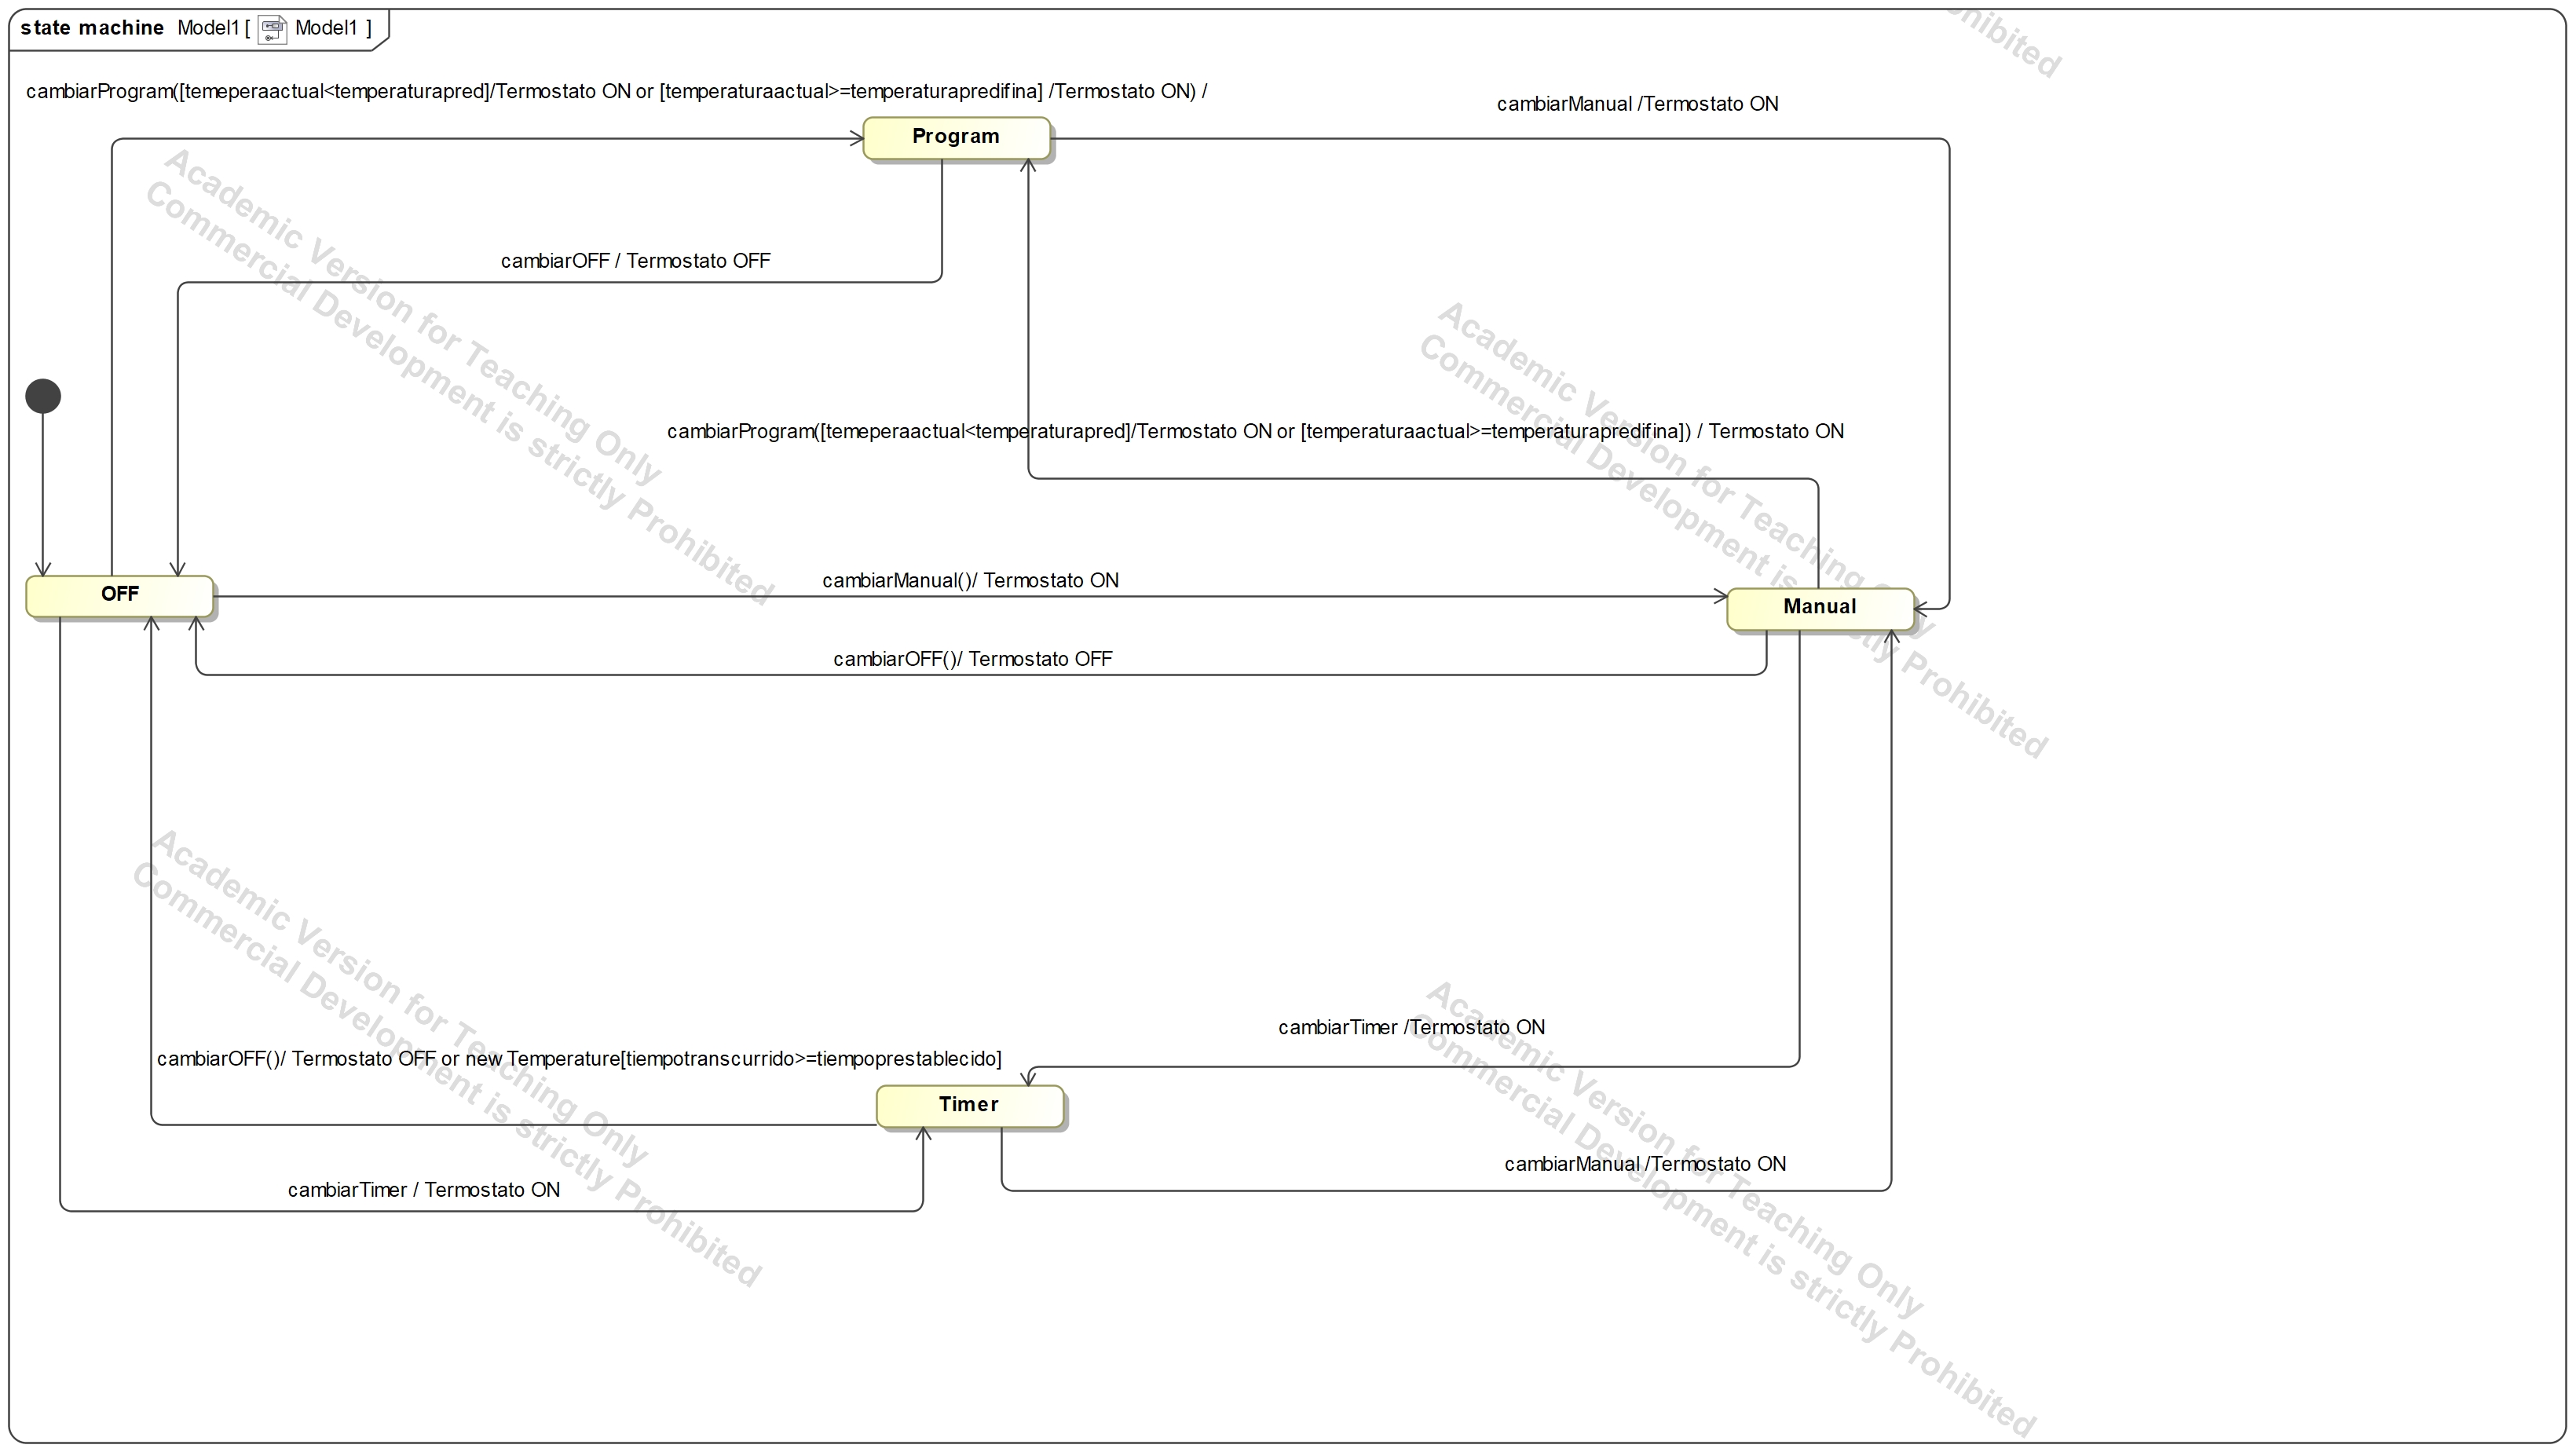 state machine Model1 [ Model1 ]
Prohibited
cambiarProgram([temeperaactual<temperaturapred]/Termostato ON or [temperaturaactual>=temperaturapredifina] /Termostato ON) /
cambiarManual /Termostato ON
Program
Academic Version for Teaching Only
Commercial Development is strictly Prohibited
cambiarOFF / Termostato OFF
Academic Version for Teaching Only
Commercial Development is strictly Prohibited
cambiarProgram([temeperaactual<temperaturapred]/Termostato ON or [temperaturaactual>=temperaturapredifina]) / Termostato ON
cambiarManual()/ Termostato ON
OFF
Manual
cambiarOFF()/ Termostato OFF
Academic Version for Teaching Only
Commercial Development is strictly Prohibited
Academic Version for Teaching Only
Commercial Development is strictly Prohibited
cambiarTimer /Termostato ON
cambiarOFF()/ Termostato OFF or new Temperature[tiempotranscurrido>=tiempoprestablecido]
Timer
cambiarManual /Termostato ON
cambiarTimer / Termostato ON